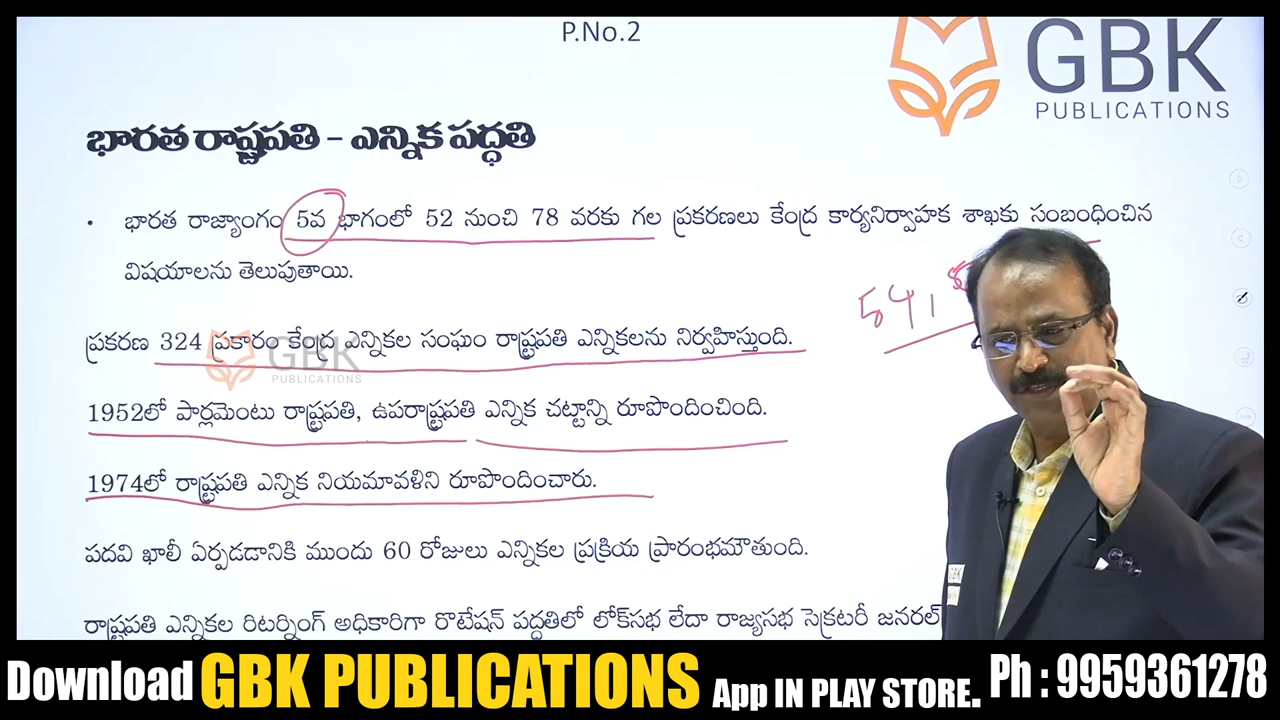 P.No.2
GBK
PUBLICATIONS
భారత రాష్ట్రపతి – ఎన్నిక పద్ధతి
• భారత రాజ్యాంగం 5వ భాగంలో 52 నుంచి 78 వరకు గల ప్రకరణలు కేంద్ర కార్యనిర్వాహక శాఖకు సంబంధించిన
విషయాలను తెలుపుతాయి.
541
ప్రకరణ 324 ప్రకారం కేంద్ర ఎన్నికల సంఘం రాష్ట్రపతి ఎన్నికలను నిర్వహిస్తుంది.
GBK
PUBLICATIONS
1952లో పార్లమెంటు రాష్ట్రపతి, ఉపరాష్ట్రపతి ఎన్నిక చట్టాన్ని రూపొందించింది.
1974లో రాష్ట్రపతి ఎన్నిక నియమావళిని రూపొందించారు.
పదవి ఖాళీ ఏర్పడడానికి ముందు 60 రోజులు ఎన్నికల ప్రక్రియ ప్రారంభమౌతుంది.
రాష్ట్రపతి ఎన్నికల రిటర్నింగ్ అధికారిగా రొటేషన్ పద్ధతిలో లోక్‌సభ లేదా రాజ్యసభ సెక్రటరీ జనరల్
Download GBK PUBLICATIONS App IN PLAY STORE. Ph : 9959361278